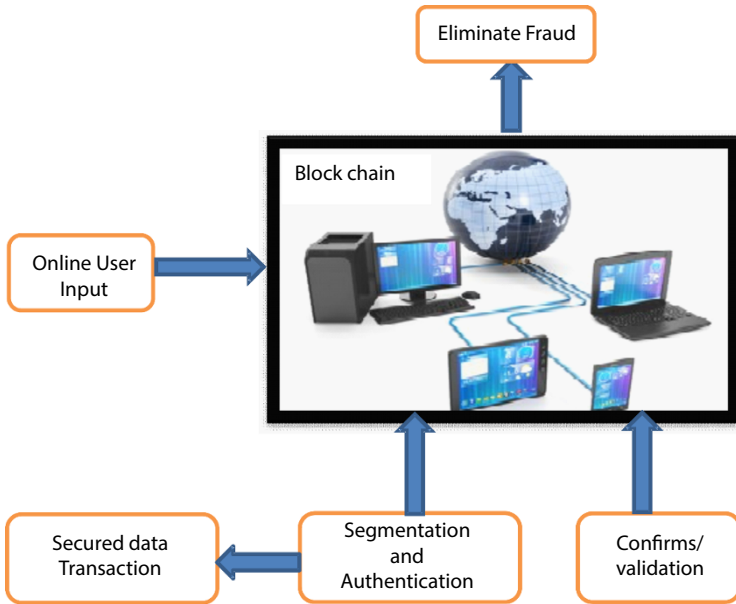 Eliminate Fraud
Block chain
Online User
Input
Secured data
Transaction
Segmentation
and
Authentication
Confirms/
validation